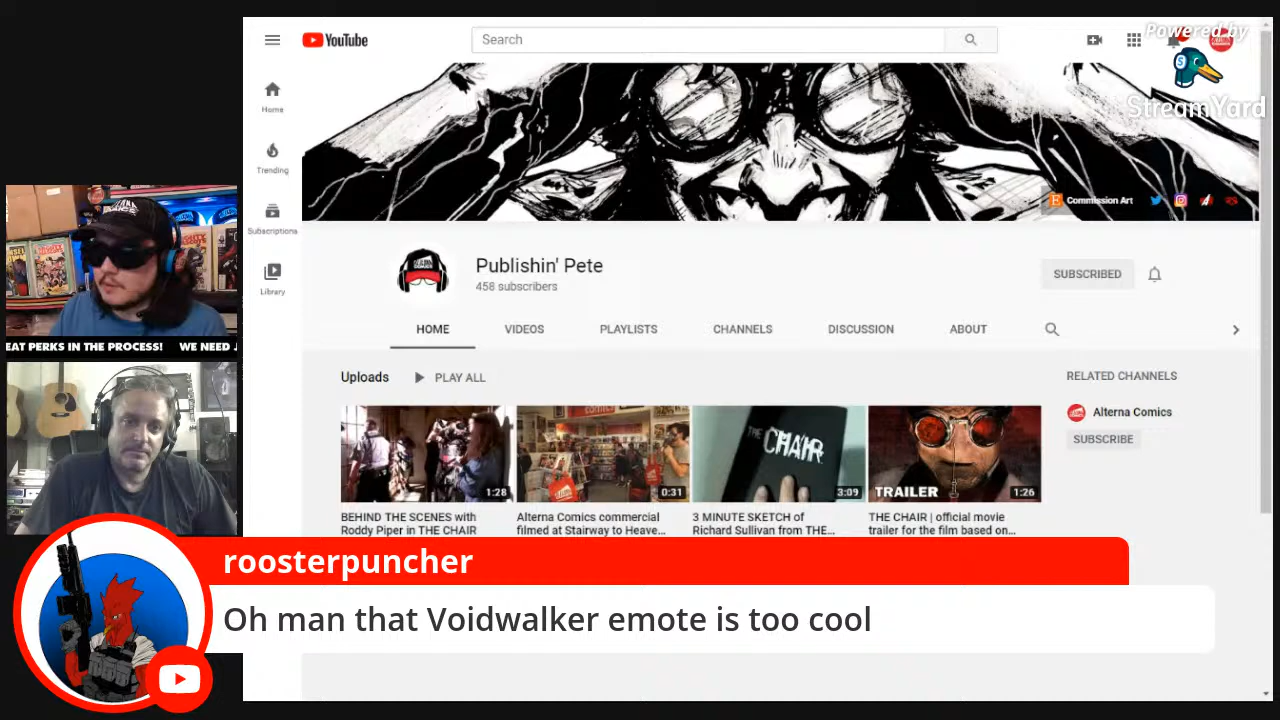 YouTube
Search
Powered by
StreamYard
Home
Trending
Subscriptions
Library
Commission Art
Publishin' Pete
458 subscribers
SUBSCRIBED
HOME VIDEOS PLAYLISTS CHANNELS DISCUSSION ABOUT
Uploads PLAY ALL
RELATED CHANNELS
Alterna Comics
SUBSCRIBE
1:28
0:31
THE CHAIR
3:09
TRAILER
1:26
BEHIND THE SCENES with
Roddy Piper in THE CHAIR
Alterna Comics commercial
filmed at Stairway to Heave...
3 MINUTE SKETCH of
Richard Sullivan from THE...
THE CHAIR | official movie
trailer for the film based on...
EAT PERKS IN THE PROCESS! WE NEED
roosterpuncher
Oh man that Voidwalker emote is too cool